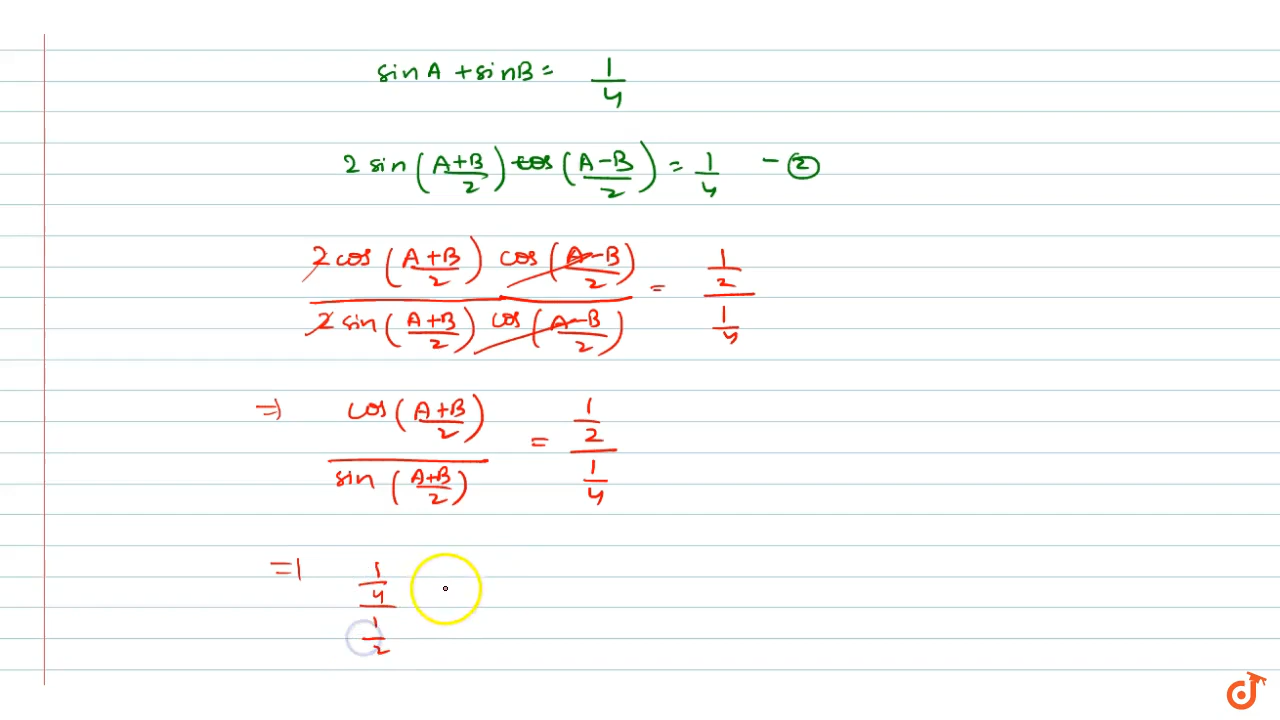 sin A + sin B = 1/4
2 sin (A+B/2) cos (A−B/2) = 1/4 − ②
2 cos (A+B/2) cos (A−B/2) / 2 sin (A+B/2) cos (A−B/2) = 1/2 / 1/4
⇒ cos (A+B/2) / sin (A+B/2) = 1/2 / 1/4
⇒ 1/4 / 1/2